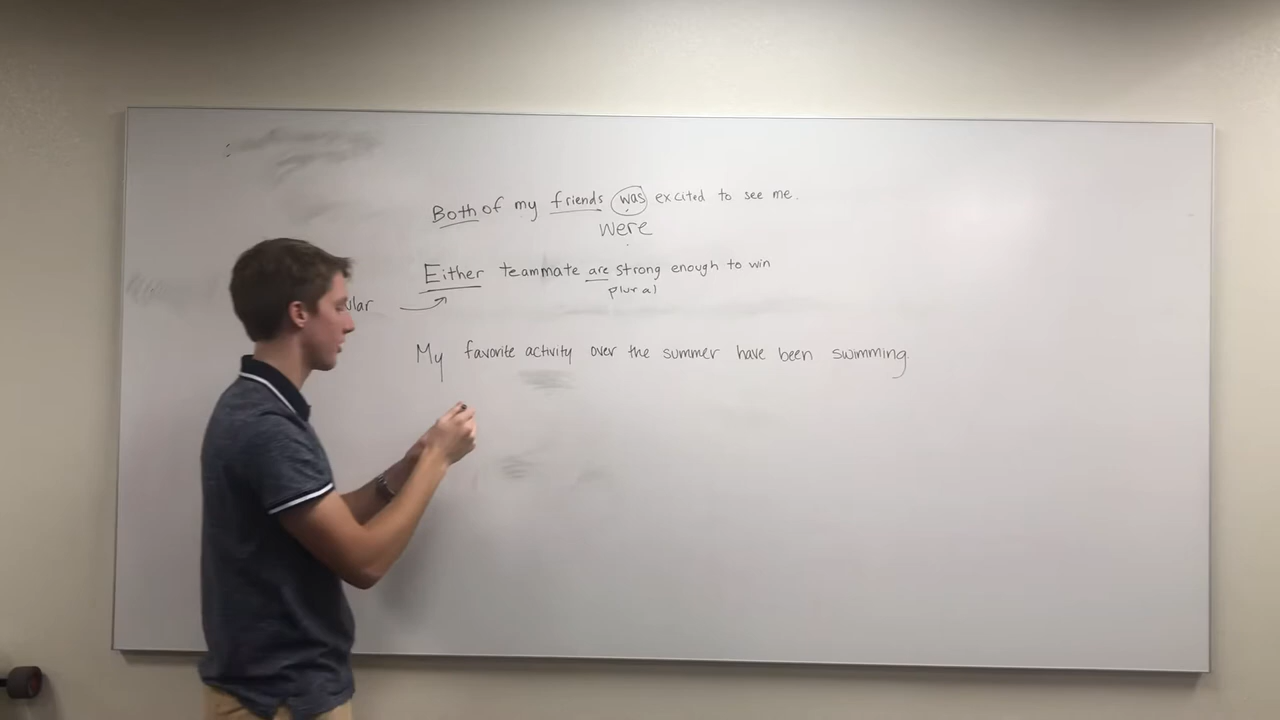 Both of my friends was excited to see me.
were
Either teammate are strong enough to win
plural
My favorite activity over the summer have been swimming.